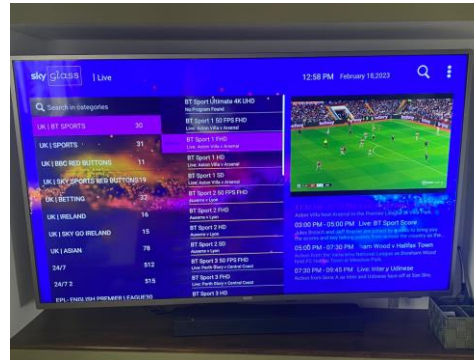 sky glass | Live
12:58 PM February 18,2023
Search in categories
UK | BT SPORTS 30
UK | SPORTS 31
UK | BBC RED BUTTONS 11
UK | SKY SPORTS RED BUTTONS 19
UK | BETTING
UK | IRELAND 16
UK | SKY GO IRELAND 15
UK | ASIAN 78
24/7 512
24/7 2 515
EPL - ENGLISH PREMIER LEAGUE
BT Sport Ultimate 4K UHD
No Program Found
BT Sport 1 50 FPS FHD
Live: Aston Villa v Arsenal
BT Sport 1 FHD
Live: Aston Villa v Arsenal
BT Sport 1 HD
Live: Aston Villa v Arsenal
BT Sport 1 SD
Live: Aston Villa v Arsenal
BT Sport 2 50 FPS FHD
Auxerre v Lyon
BT Sport 2 FHD
Auxerre v Lyon
BT Sport 2 HD
Auxerre v Lyon
BT Sport 2 SD
Auxerre v Lyon
BT Sport 3 50 FPS FHD
Live: Perth Glory v Central Coast
BT Sport 3 FHD
Live: Perth Glory v Central Coast
BT Sport 3 HD
Aston Villa host Arsenal in the Premier League
03:00 PM - 05:00 PM Live: BT Sport Score
05:00 PM - 07:30 PM Wood v Halifax Town
07:30 PM - 09:45 PM Live: Inter v Udinese